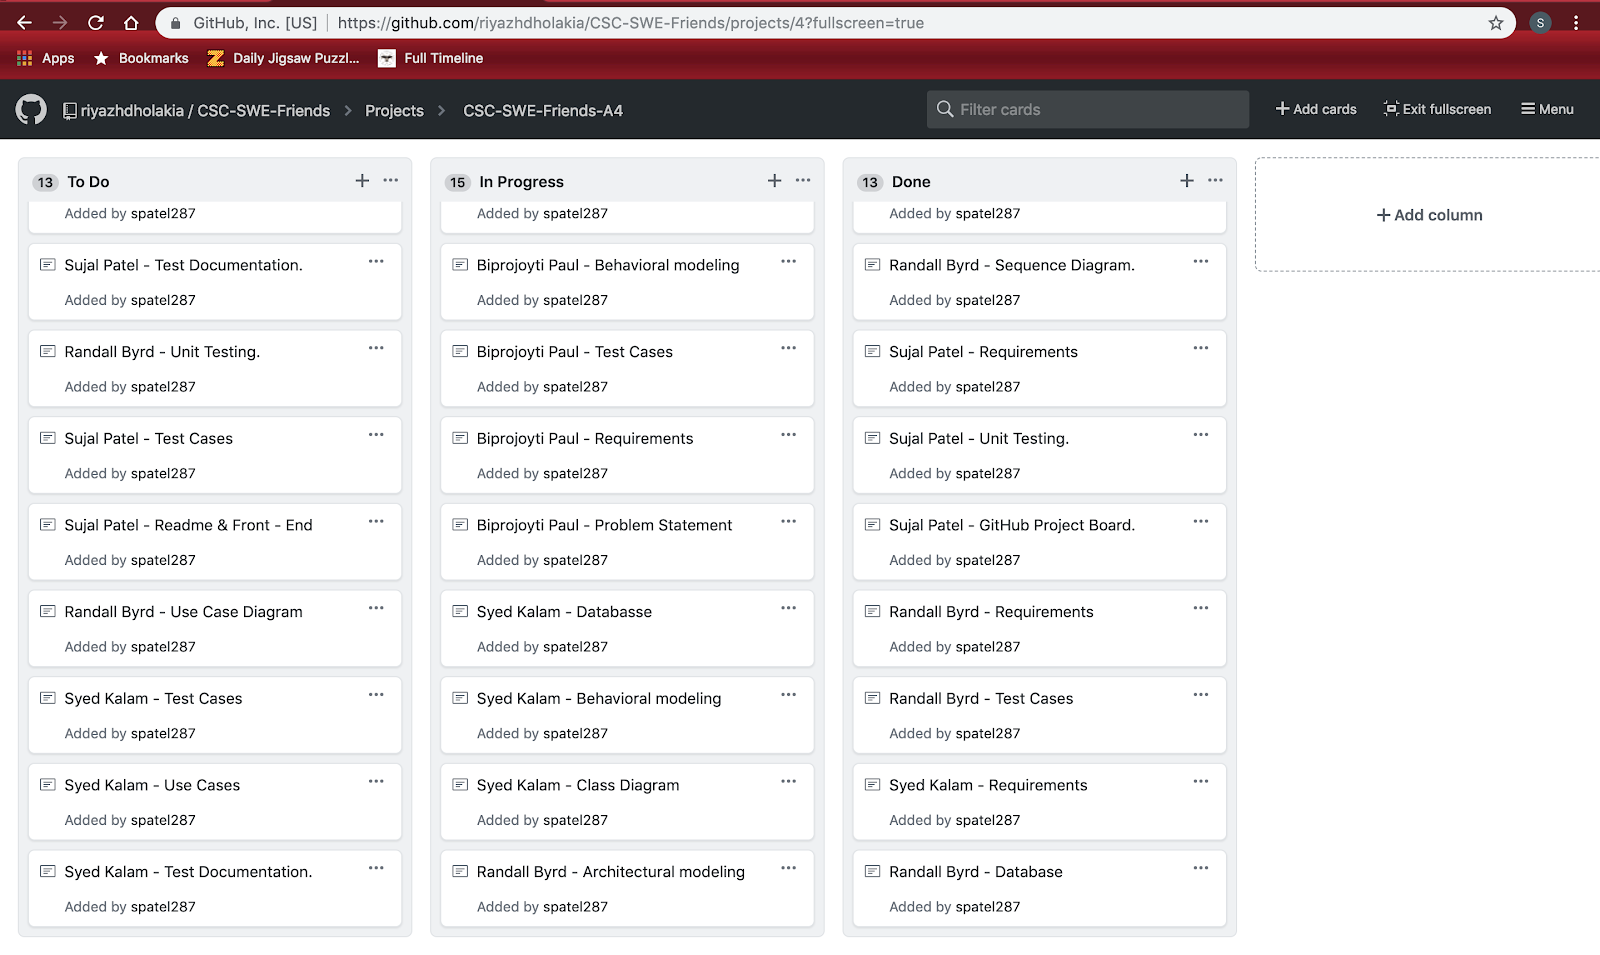 GitHub, Inc. [US] | https://github.com/riyazhdholakia/CSC-SWE-Friends/projects/4?fullscreen=true
S
Apps Bookmarks Daily Jigsaw Puzzl... Full Timeline
riyazhdholakia / CSC-SWE-Friends > Projects > CSC-SWE-Friends-A4
Filter cards
+ Add cards
Exit fullscreen
Menu
13 To Do
Added by spatel287
Sujal Patel - Test Documentation.
Added by spatel287
Randall Byrd - Unit Testing.
Added by spatel287
Sujal Patel - Test Cases
Added by spatel287
Sujal Patel - Readme & Front - End
Added by spatel287
Randall Byrd - Use Case Diagram
Added by spatel287
Syed Kalam - Test Cases
Added by spatel287
Syed Kalam - Use Cases
Added by spatel287
Syed Kalam - Test Documentation.
Added by spatel287
15 In Progress
Added by spatel287
Biprojoyti Paul - Behavioral modeling
Added by spatel287
Biprojoyti Paul - Test Cases
Added by spatel287
Biprojoyti Paul - Requirements
Added by spatel287
Biprojoyti Paul - Problem Statement
Added by spatel287
Syed Kalam - Databasse
Added by spatel287
Syed Kalam - Behavioral modeling
Added by spatel287
Syed Kalam - Class Diagram
Added by spatel287
Randall Byrd - Architectural modeling
Added by spatel287
13 Done
Added by spatel287
Randall Byrd - Sequence Diagram.
Added by spatel287
Sujal Patel - Requirements
Added by spatel287
Sujal Patel - Unit Testing.
Added by spatel287
Sujal Patel - GitHub Project Board.
Added by spatel287
Randall Byrd - Requirements
Added by spatel287
Randall Byrd - Test Cases
Added by spatel287
Syed Kalam - Requirements
Added by spatel287
Randall Byrd - Database
Added by spatel287
+ Add column